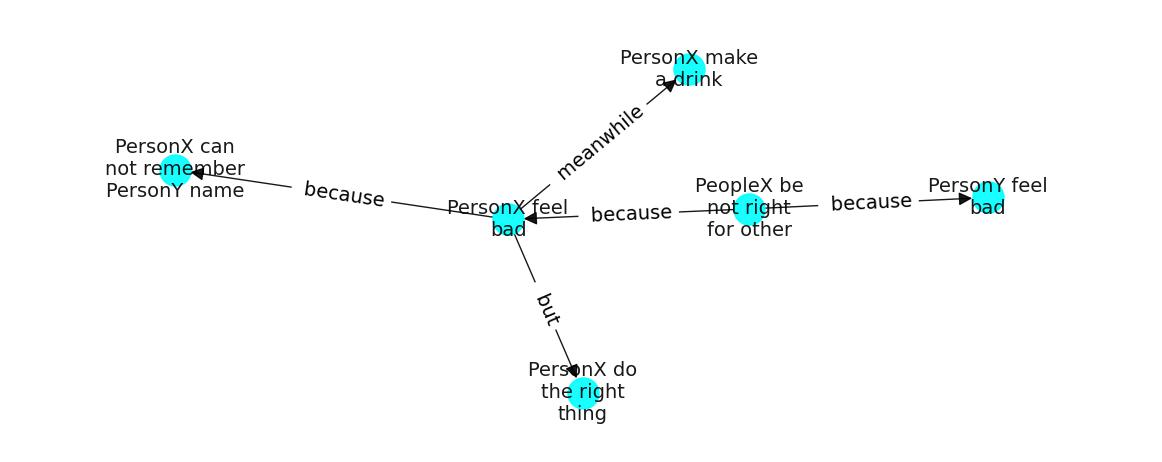 PersonX make
a drink
meanwhile
PersonX can
not remember
PersonY name
because
PersonX feel
bad
because
PeopleX be
not right
for other
because
PersonY feel
bad
but
PersonX do
the right
thing